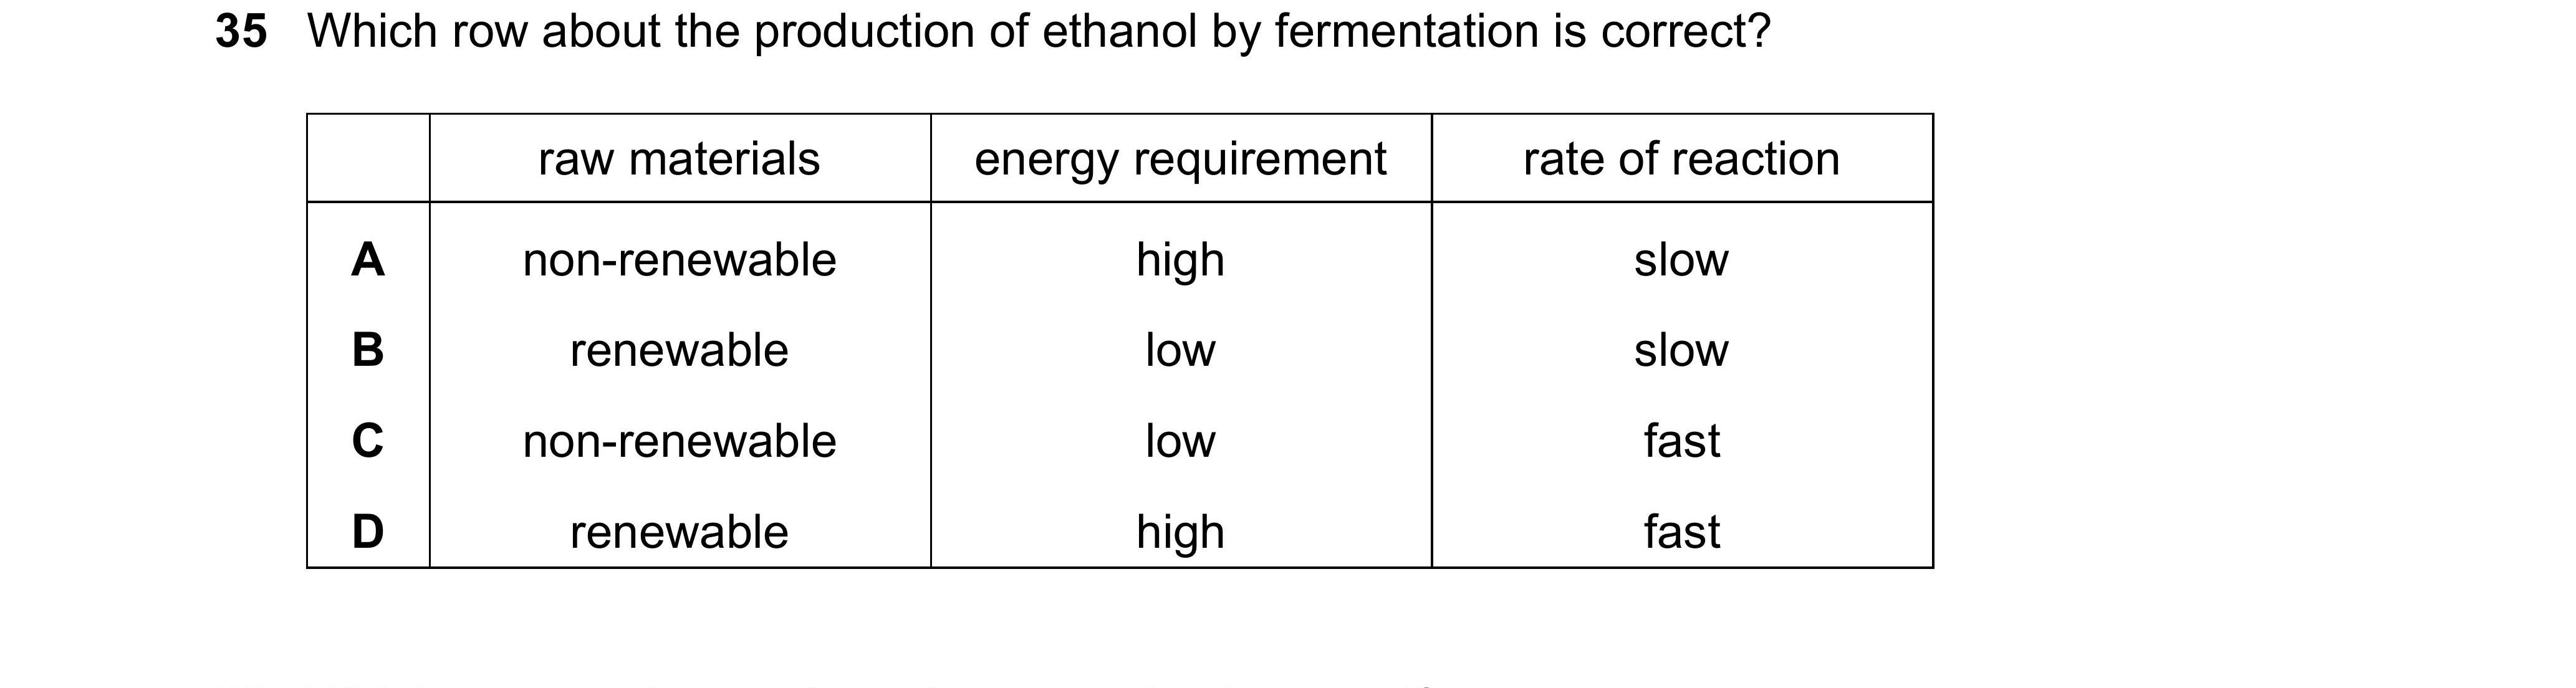 35 Which row about the production of ethanol by fermentation is correct?
raw materials energy requirement rate of reaction
A non-renewable high slow
B renewable low slow
C non-renewable low fast
D renewable high fast